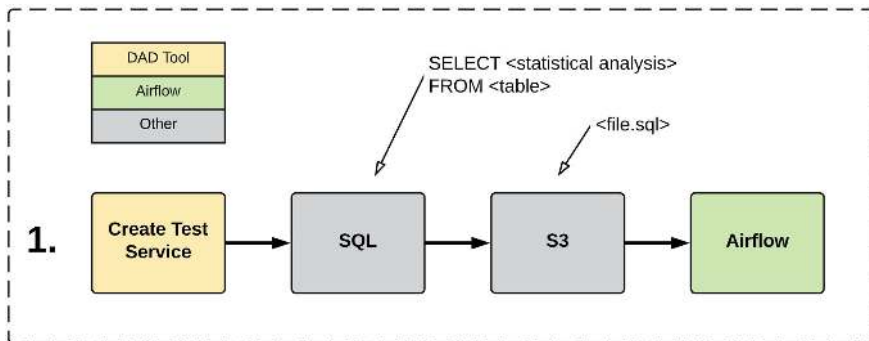 DAD Tool
Airflow
Other
SELECT <statistical analysis>
FROM <table>
<file.sql>
1.
Create Test
Service
SQL
S3
Airflow